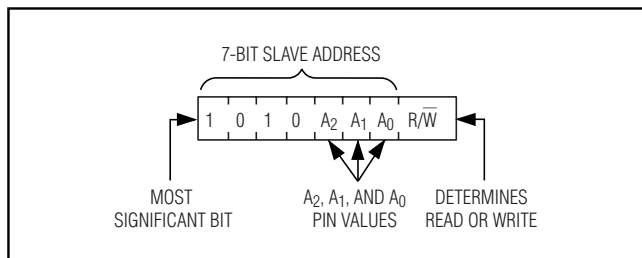 7-BIT SLAVE ADDRESS
1 0 1 0 A₂ A₁ A₀ R/W̅
MOST SIGNIFICANT BIT
A₂, A₁, AND A₀ PIN VALUES
DETERMINES READ OR WRITE